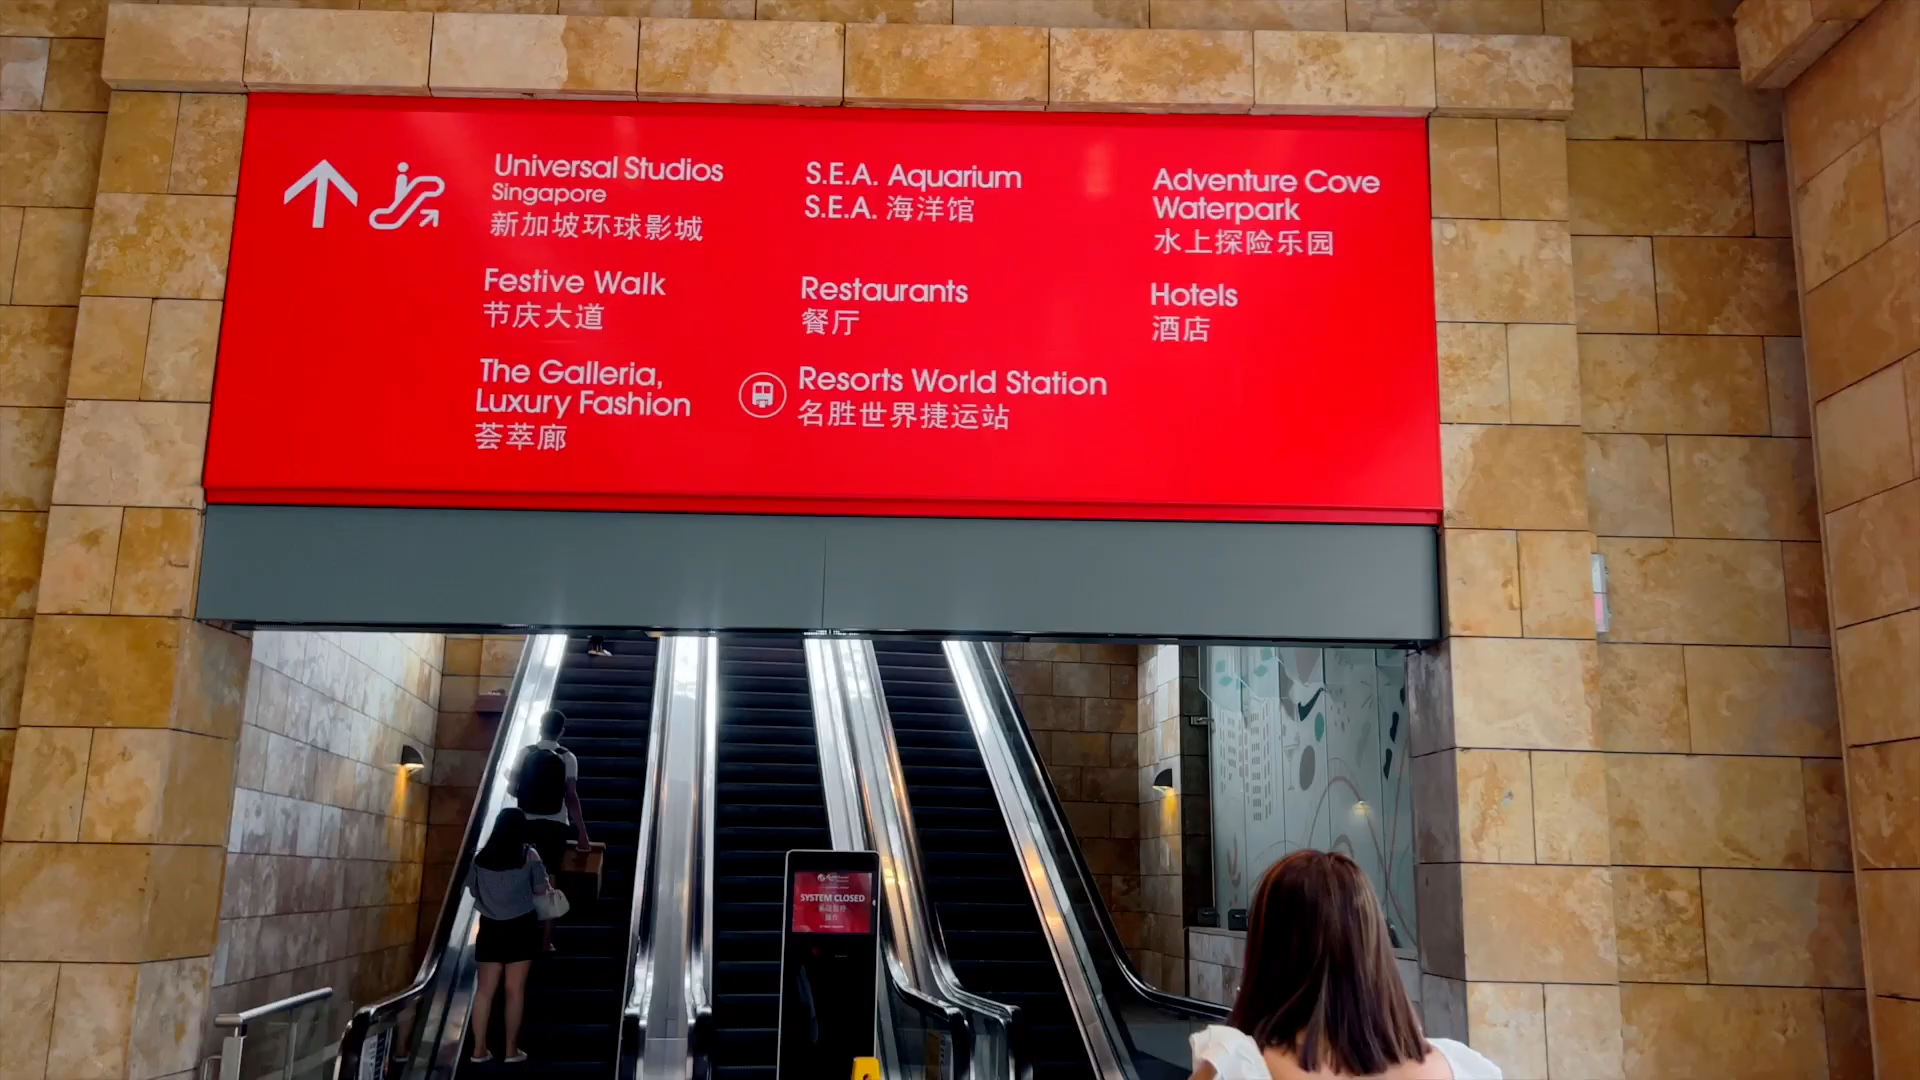 Universal Studios
Singapore
新加坡环球影城
S.E.A. Aquarium
S.E.A. 海洋馆
Adventure Cove
Waterpark
水上探险乐园
Festive Walk
节庆大道
Restaurants
餐厅
Hotels
酒店
The Galleria,
Luxury Fashion
荟萃廊
Resorts World Station
名胜世界捷运站
SYSTEM CLOSED